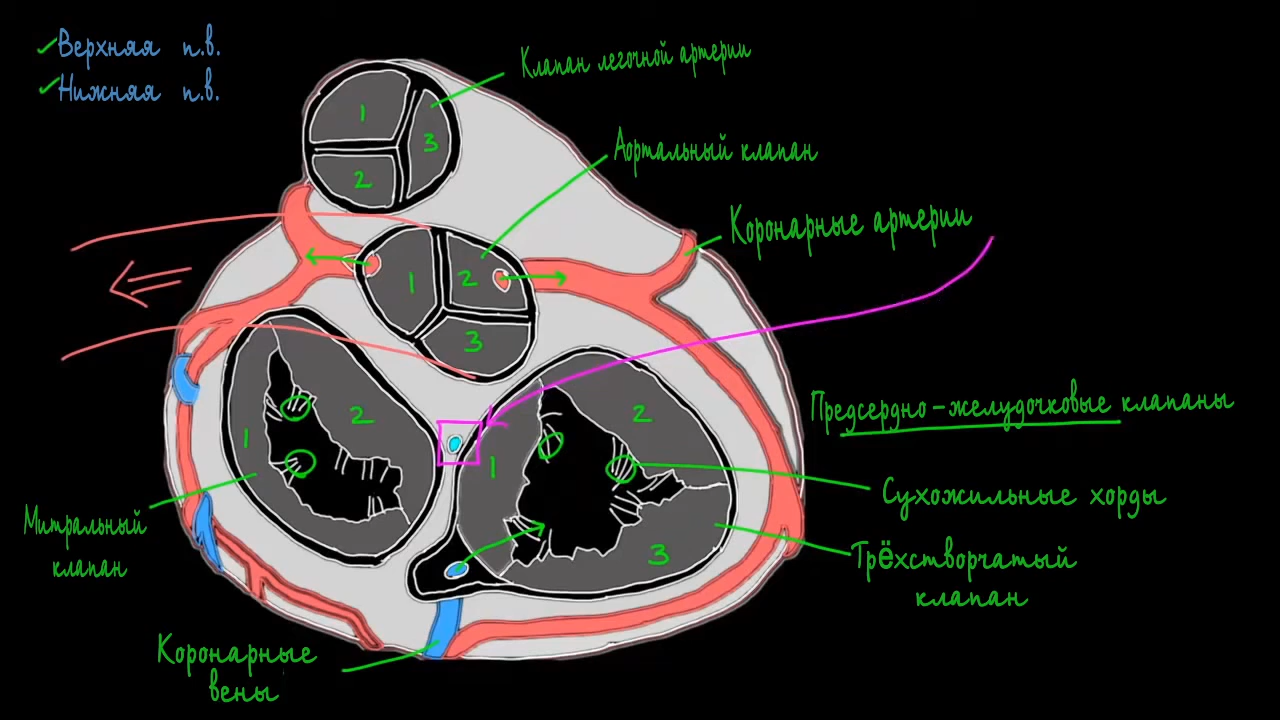 Верхняя п.в.
Нижняя п.в.
Клапан легочной артерии
1
3
2
Аортальный клапан
Коронарные артерии
1
2
3
Предсердно-желудочковые клапаны
2
1
2
1
Сухожильные хорды
Митральный
клапан
3
Трёхстворчатый
клапан
Коронарные
вены